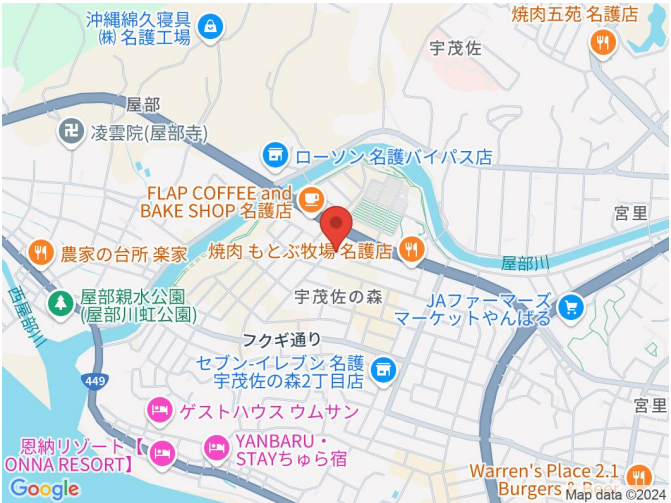 沖縄綿久寝具
㈱ 名護工場
焼肉五苑 名護店
宇茂佐
屋部
凌雲院(屋部寺)
ローソン 名護バイパス店
FLAP COFFEE and
BAKE SHOP 名護店
宮里
農家の台所 楽家
焼肉 もとぶ牧場 名護店
屋部川
西屋部川
屋部親水公園
(屋部川虹公園)
宇茂佐の森
JAファーマーズ
マーケットやんばる
フクギ通り
セブン-イレブン 名護
宇茂佐の森2丁目店
449
ゲストハウス ウムサン
宮里
恩納リゾート【
ONNA RESORT】
YANBARU・
STAYちゅら宿
Warren's Place 2.1
Burgers &
Google
Map data ©2024